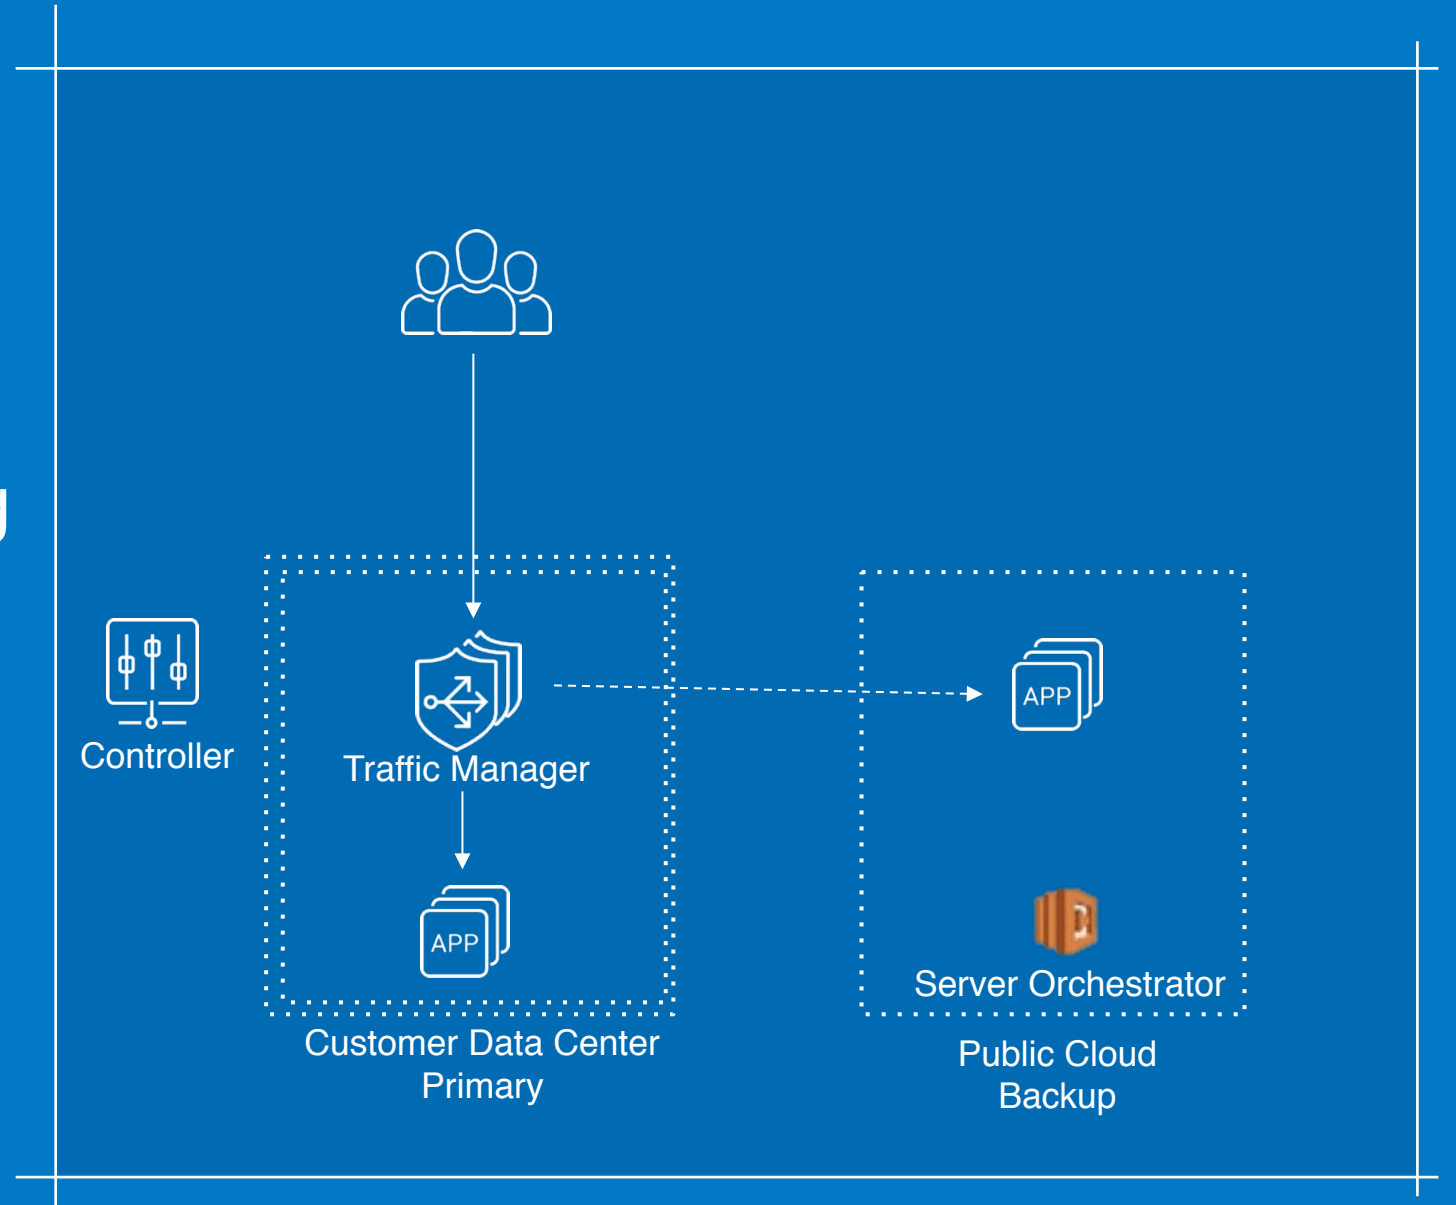 g
APP
Controller
Traffic Manager
APP
Server Orchestrator
Customer Data Center
Primary
Public Cloud
Backup